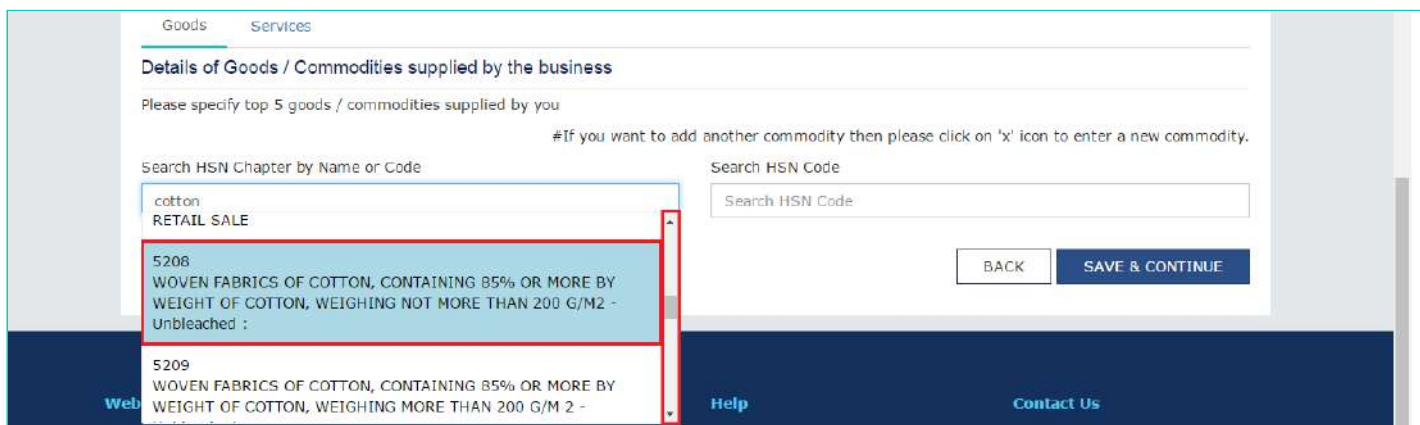 Goods Services
Details of Goods / Commodities supplied by the business
Please specify top 5 goods / commodities supplied by you
#If you want to add another commodity then please click on 'x' icon to enter a new commodity.
Search HSN Chapter by Name or Code
Search HSN Code
cotton
Search HSN Code
RETAIL SALE
5208
WOVEN FABRICS OF COTTON, CONTAINING 85% OR MORE BY
WEIGHT OF COTTON, WEIGHING NOT MORE THAN 200 G/M2 -
Unbleached :
BACK SAVE & CONTINUE
5209
WOVEN FABRICS OF COTTON, CONTAINING 85% OR MORE BY
WEIGHT OF COTTON, WEIGHING MORE THAN 200 G/M 2 -
Web Help Contact Us